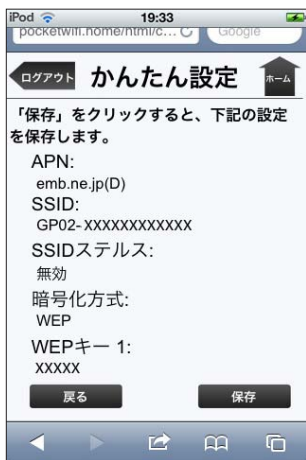 iPod 19:33
pocketwifi.home/html/c... Google
ログアウト かんたん設定 ホーム
「保存」をクリックすると、下記の設定
を保存します。
APN:
emb.ne.jp(D)
SSID:
GP02-XXXXXXXXXXXX
SSIDステルス:
無効
暗号化方式:
WEP
WEPキー 1:
XXXXX
戻る 保存